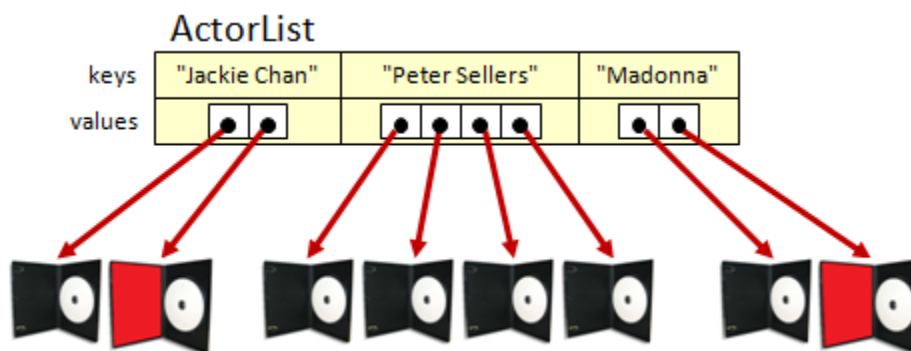 ActorList
keys "Jackie Chan" "Peter Sellers" "Madonna"
values